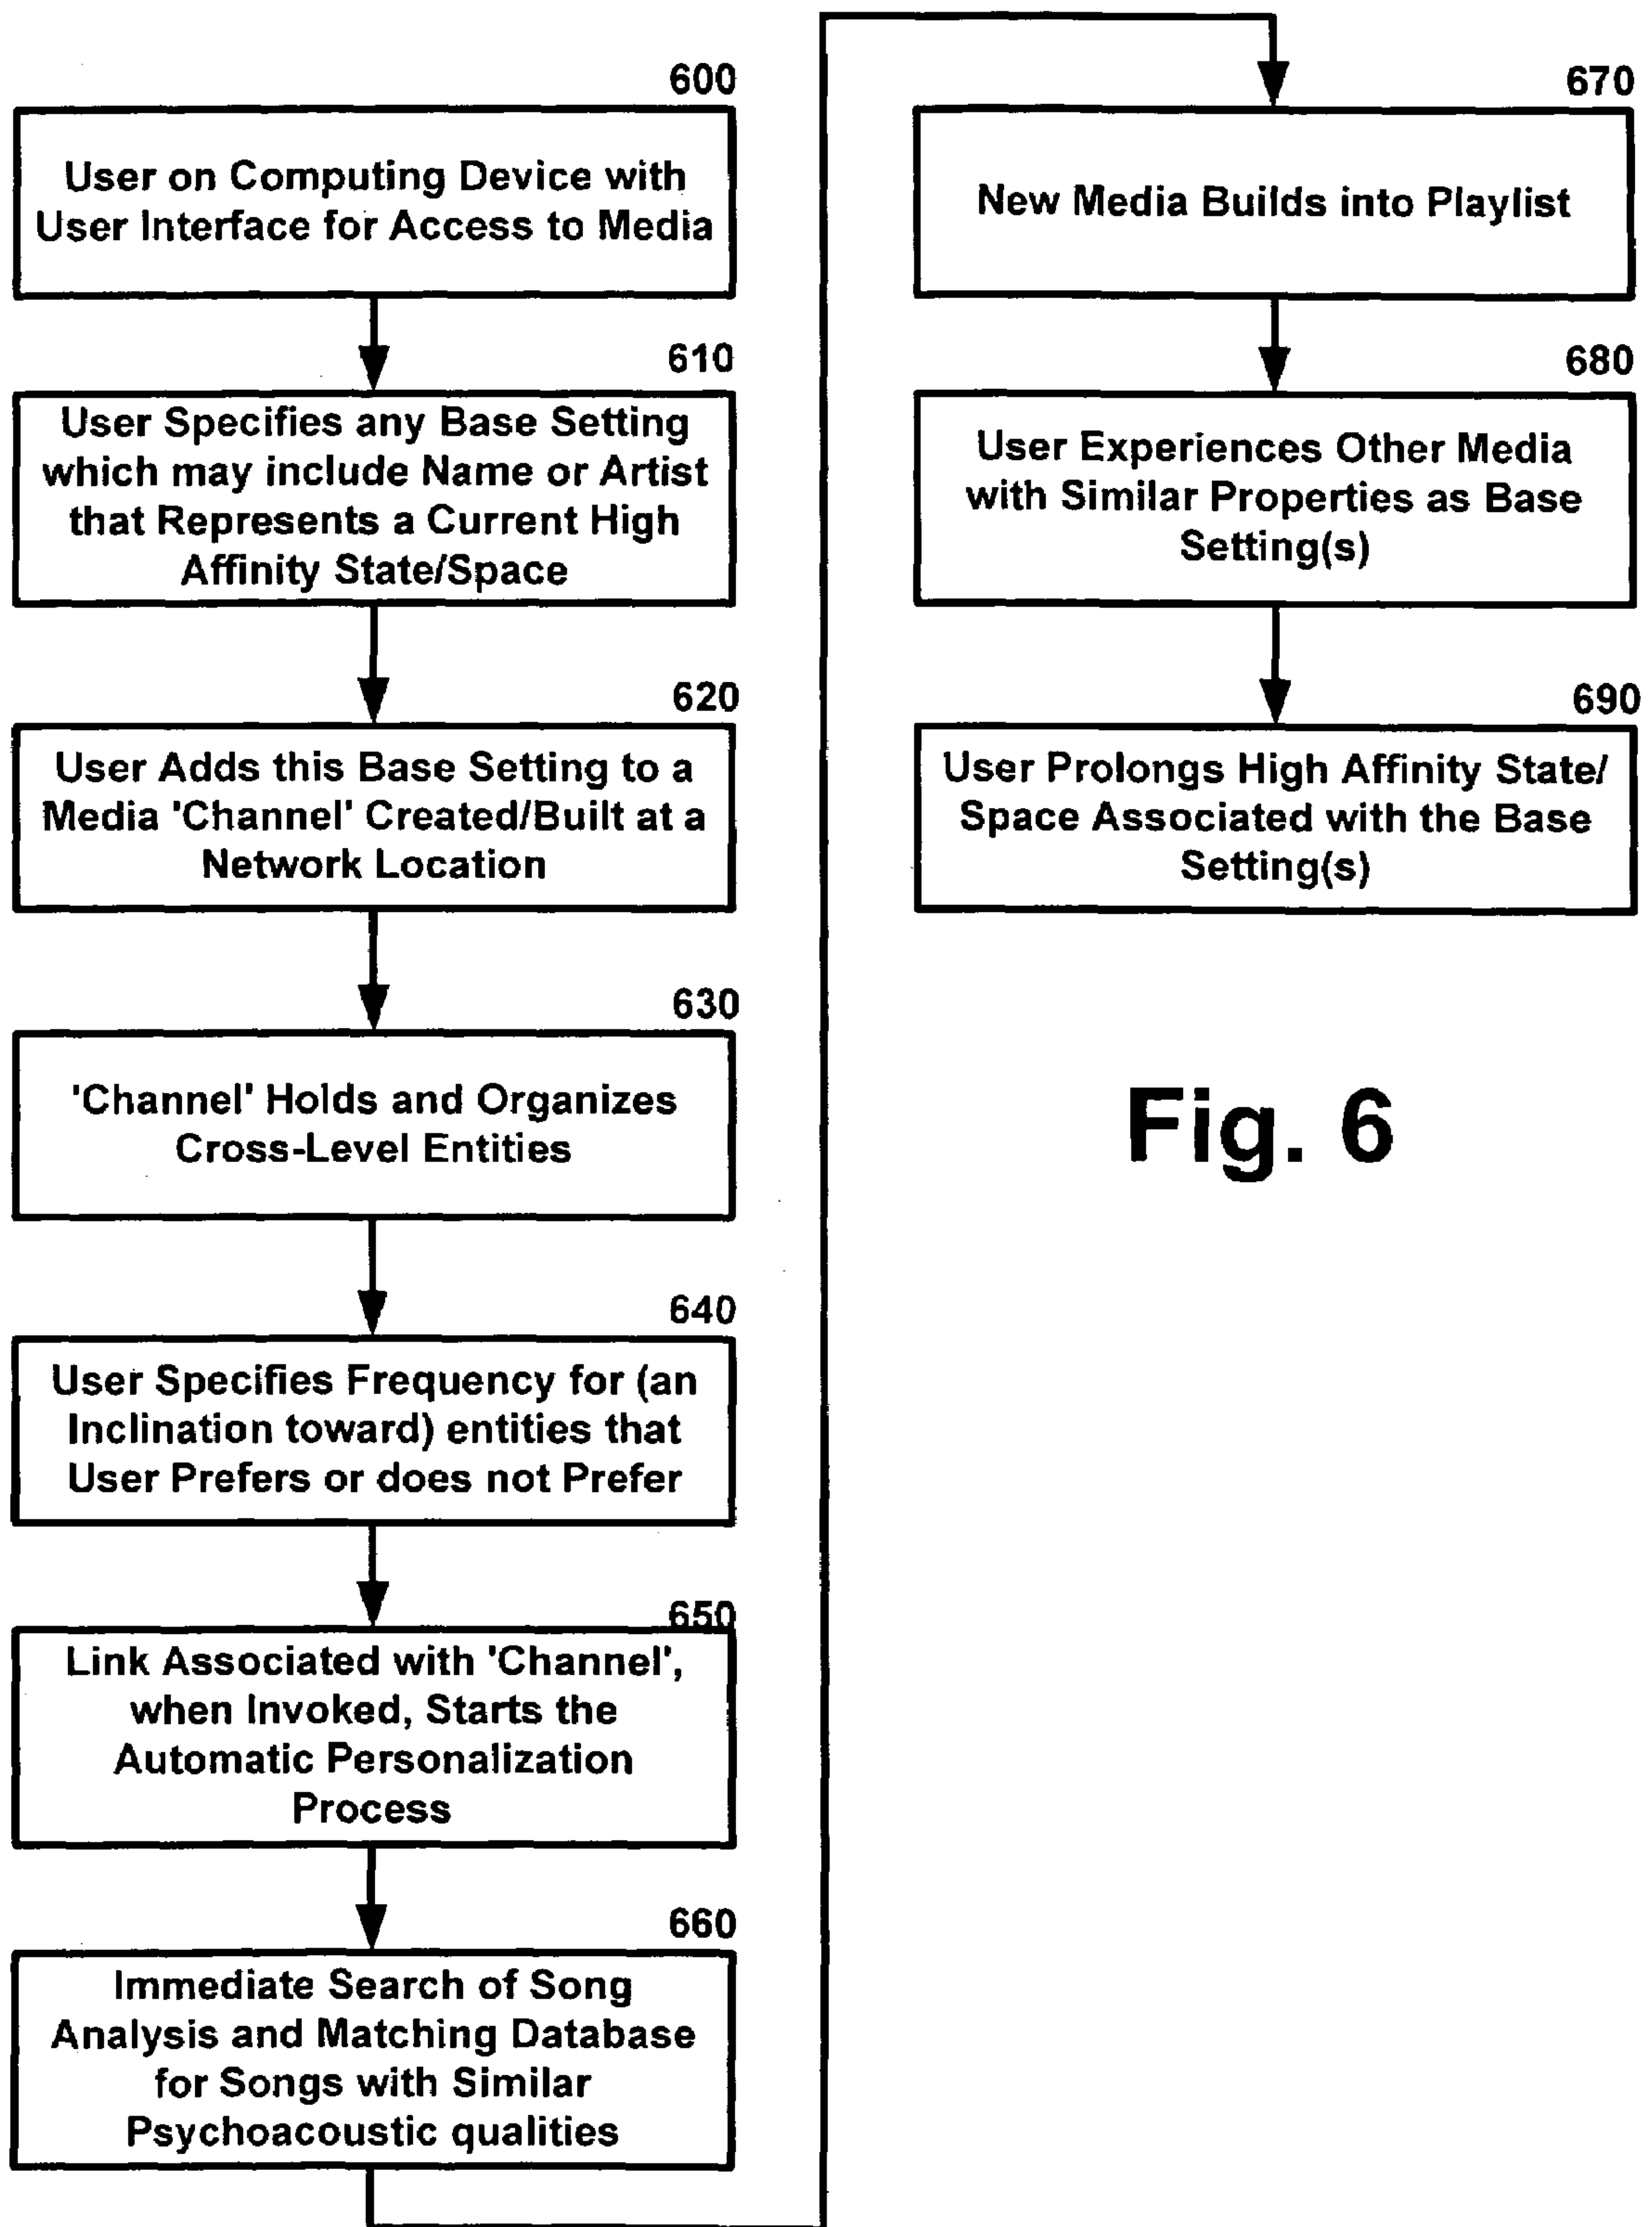 600
User on Computing Device with
User Interface for Access to Media
610
User Specifies any Base Setting
which may include Name or Artist
that Represents a Current High
Affinity State/Space
620
User Adds this Base Setting to a
Media 'Channel' Created/Built at a
Network Location
630
'Channel' Holds and Organizes
Cross-Level Entities
640
User Specifies Frequency for (an
Inclination toward) entities that
User Prefers or does not Prefer
650
Link Associated with 'Channel',
when Invoked, Starts the
Automatic Personalization
Process
660
Immediate Search of Song
Analysis and Matching Database
for Songs with Similar
Psychoacoustic qualities
670
New Media Builds into Playlist
680
User Experiences Other Media
with Similar Properties as Base
Setting(s)
690
User Prolongs High Affinity State/
Space Associated with the Base
Setting(s)
Fig. 6